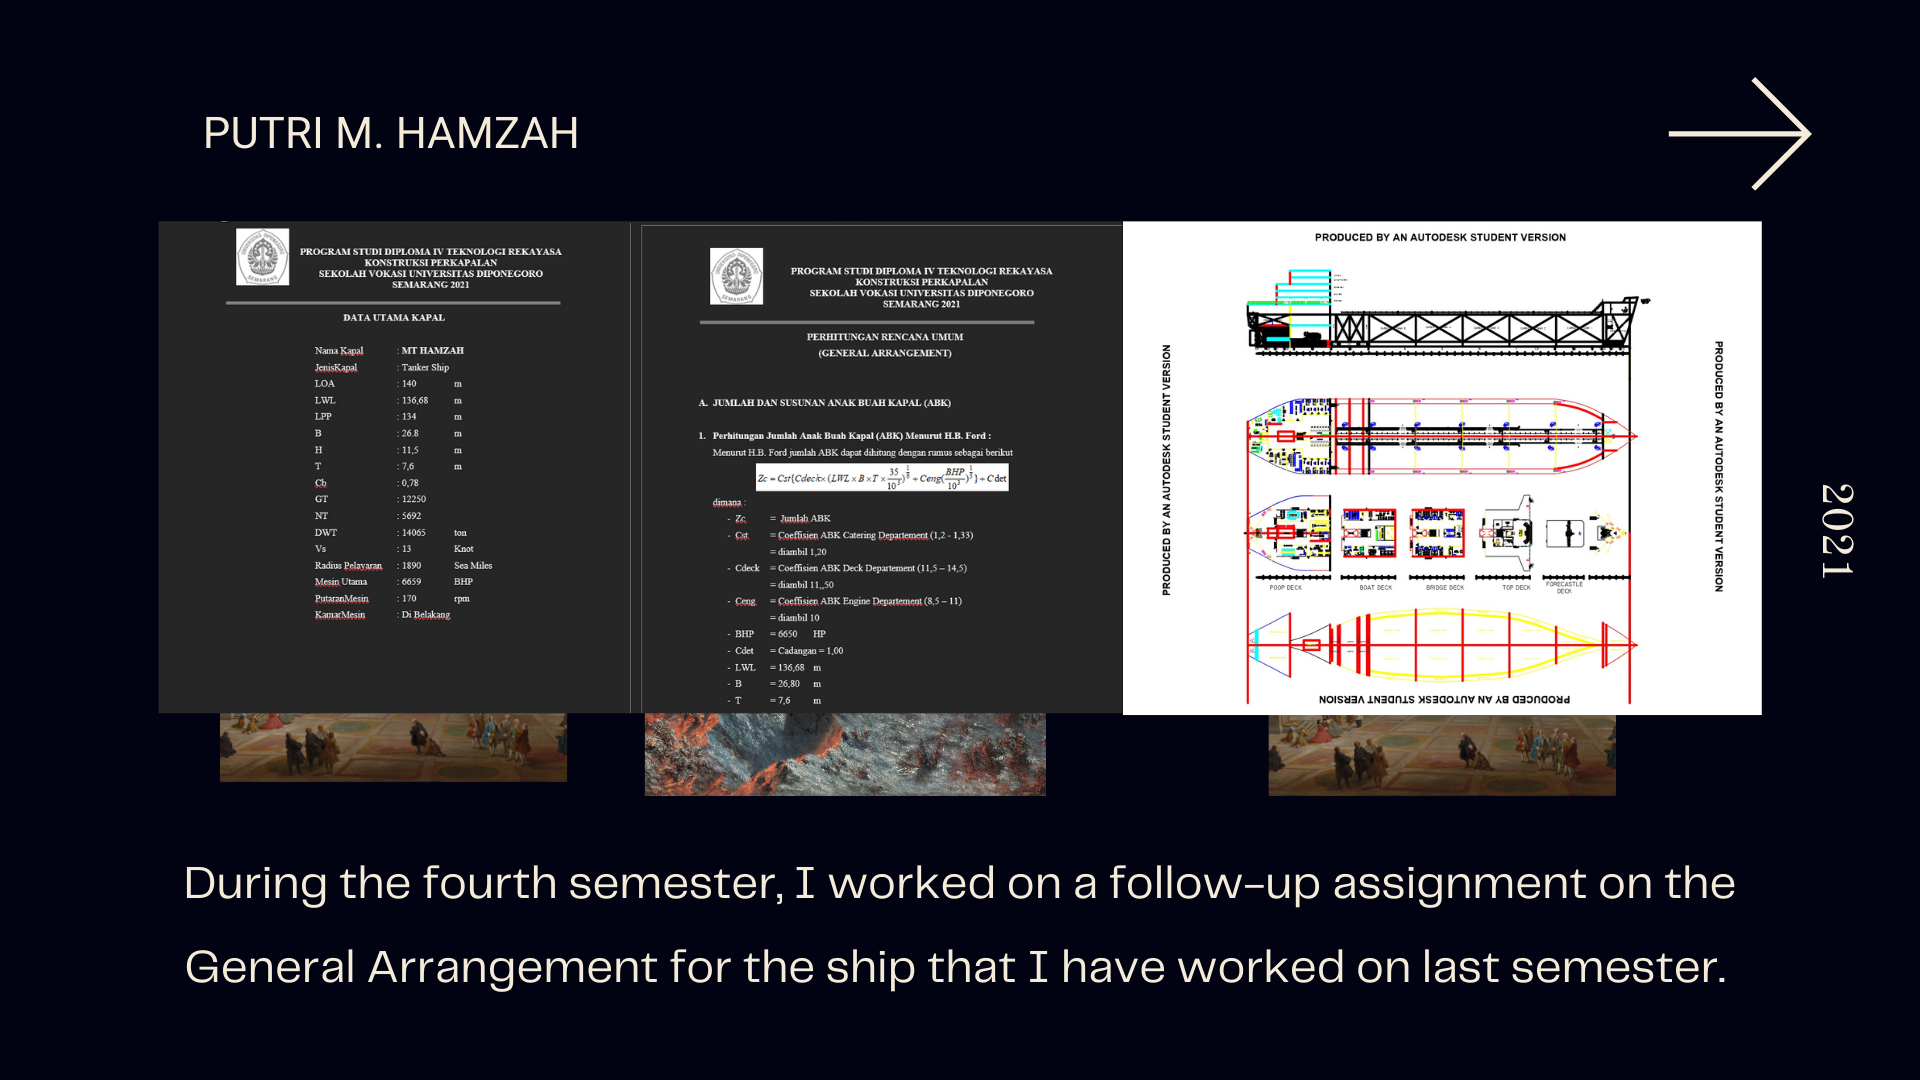 PUTRI M. HAMZAH
PROGRAM STUDI DIPLOMA IV TEKNOLOGI REKAYASA
KONSTRUKSI PERKAPALAN
SEKOLAH VOKASI UNIVERSITAS DIPONEGORO
SEMARANG 2021
DATA UTAMA KAPAL
Nama Kapal : MT HAMZAH
JenisKapal : Tanker Ship
LOA : 140 m
LWL : 136,68 m
LPP : 134 m
B : 26.8 m
H : 11,5 m
T : 7,6 m
Cb : 0,78
GT : 12250
NT : 5692
DWT : 14065 ton
Vs : 13 Knot
Radius Pelayaran : 1890 Sea Miles
Mesin Utama : 6659 BHP
PutaranMesin : 170 rpm
KamarMesin : Di Belakang
PROGRAM STUDI DIPLOMA IV TEKNOLOGI REKAYASA
KONSTRUKSI PERKAPALAN
SEKOLAH VOKASI UNIVERSITAS DIPONEGORO
SEMARANG 2021
PERHITUNGAN RENCANA UMUM
(GENERAL ARRANGEMENT)
A. JUMLAH DAN SUSUNAN ANAK BUAH KAPAL (ABK)
1. Perhitungan Jumlah Anak Buah Kapal (ABK) Menurut H.B. Ford :
Menurut H.B. Ford jumlah ABK dapat dihitung dengan rumus sebagai berikut
Zc = Cst{Cdeck×(LWL×B×T×35/10^5)^1/6 + Ceng(BHP/10^3)^1/5} + Cdet
dimana :
- Zc = Jumlah ABK
- Cst = Coeffisien ABK Catering Departement (1,2 - 1,33)
= diambil 1,20
- Cdeck = Coeffisien ABK Deck Departement (11,5 – 14,5)
= diambil 11,,50
- Ceng = Coeffisien ABK Engine Departement (8,5 – 11)
= diambil 10
- BHP = 6650 HP
- Cdet = Cadangan = 1,00
- LWL = 136,68 m
- B = 26,80 m
- T = 7,6 m
PRODUCED BY AN AUTODESK STUDENT VERSION
PRODUCED BY AN AUTODESK STUDENT VERSION
PRODUCED BY AN AUTODESK STUDENT VERSION
POOP DECK
BOAT DECK
BRIDGE DECK
TOP DECK
FORECASTLE
DECK
PRODUCED BY AN AUTODESK STUDENT VERSION
2021
During the fourth semester, I worked on a follow-up assignment on the
General Arrangement for the ship that I have worked on last semester.